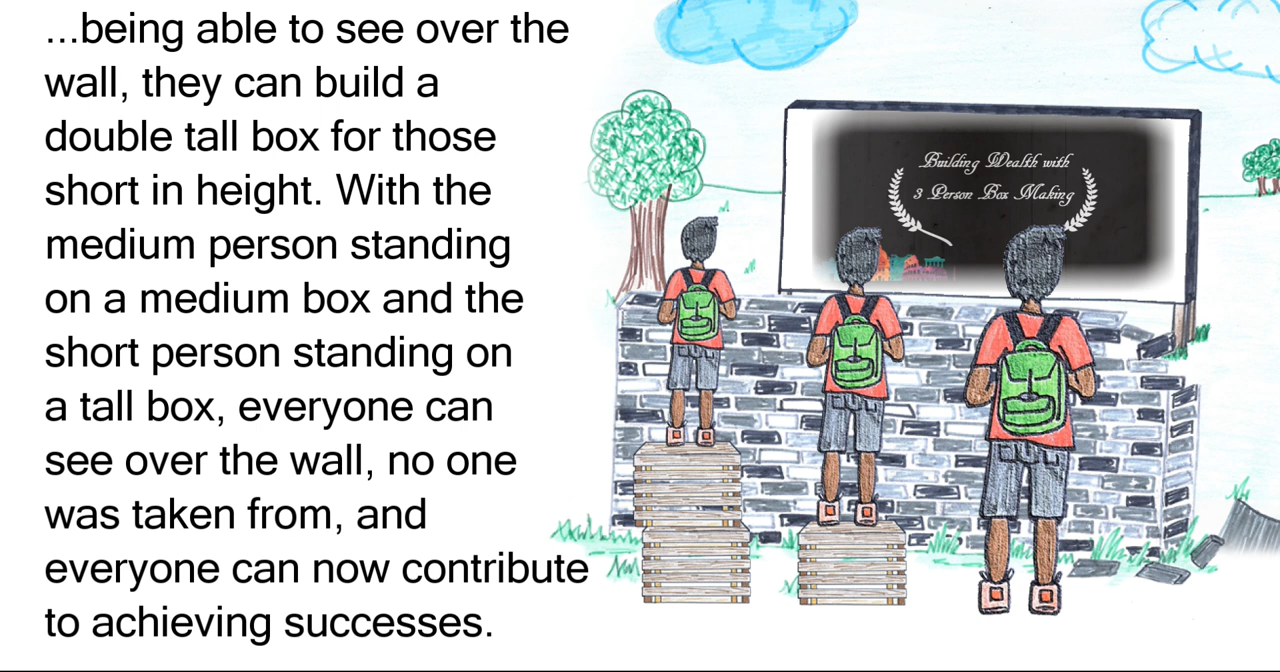 ...being able to see over the
wall, they can build a
double tall box for those
short in height. With the
medium person standing
on a medium box and the
short person standing on
a tall box, everyone can
see over the wall, no one
was taken from, and
everyone can now contribute
to achieving successes.
Building Wealth with
3 Person Box Making